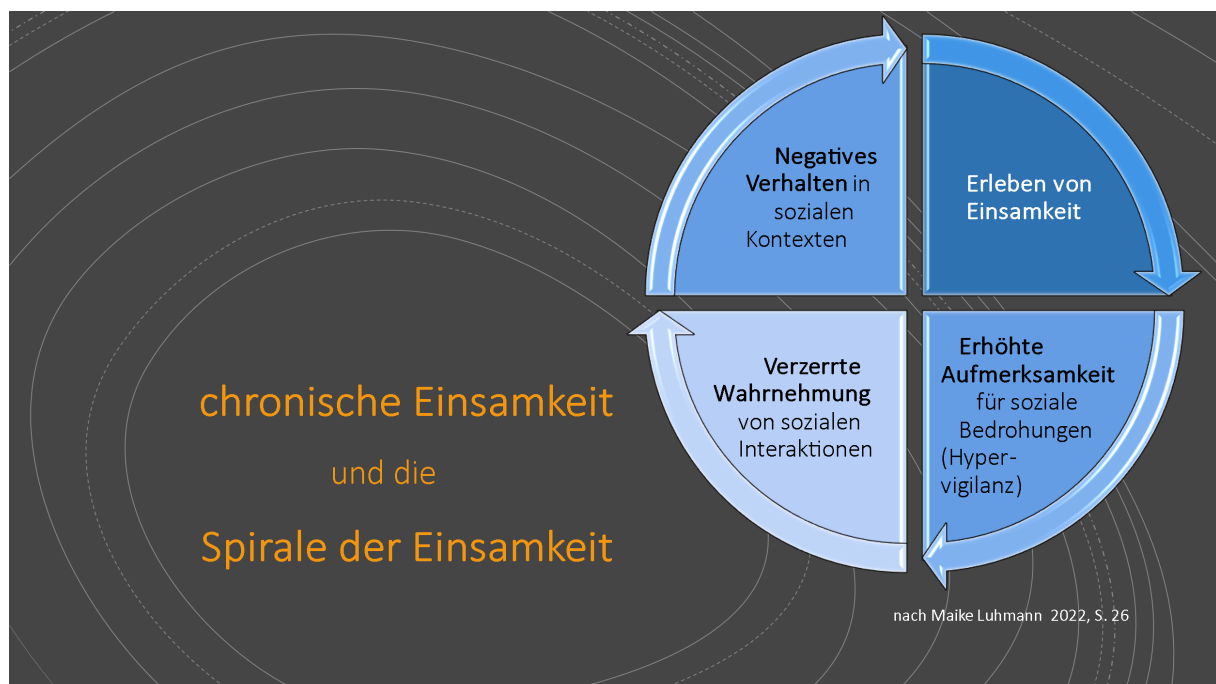 chronische Einsamkeit
und die
Spirale der Einsamkeit
Erleben von
Einsamkeit
Erhöhte
Aufmerksamkeit
für soziale
Bedrohungen
(Hyper-
vigilanz)
Verzerrte
Wahrnehmung
von sozialen
Interaktionen
Negatives
Verhalten in
sozialen
Kontexten
nach Maike Luhmann 2022, S. 26